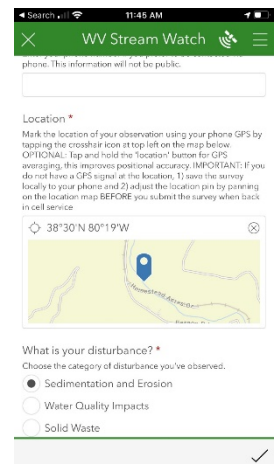 Search
11:45 AM
WV Stream Watch
phone. This information will not be public.
Location *
Mark the location of your observation using your phone GPS by
tapping the crosshair icon at top left on the map below.
OPTIONAL: Tap and hold the 'location' button for GPS
averaging, this improves positional accuracy. IMPORTANT: If you
do not have a GPS signal at the location, 1) save the survey
locally to your phone and 2) adjust the location pin by panning
on the location map BEFORE you submit the survey when back
in cell service
38°30'N 80°19'W
Homestead Acres
What is your disturbance? *
Choose the category of disturbance you've observed.
Sedimentation and Erosion
Water Quality Impacts
Solid Waste